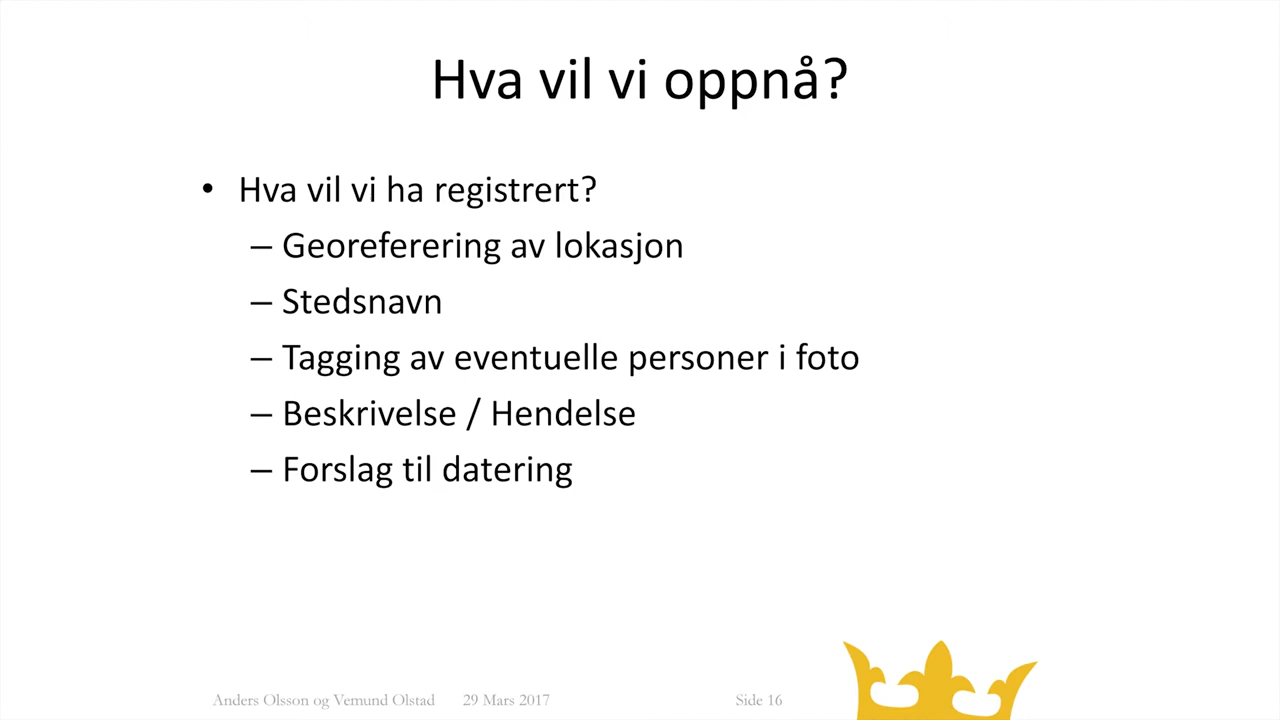 Hva vil vi oppnå?
• Hva vil vi ha registrert?
– Georeferering av lokasjon
– Stedsnavn
– Tagging av eventuelle personer i foto
– Beskrivelse / Hendelse
– Forslag til datering
Anders Olsson og Vemund Olstad 29 Mars 2017 Side 16